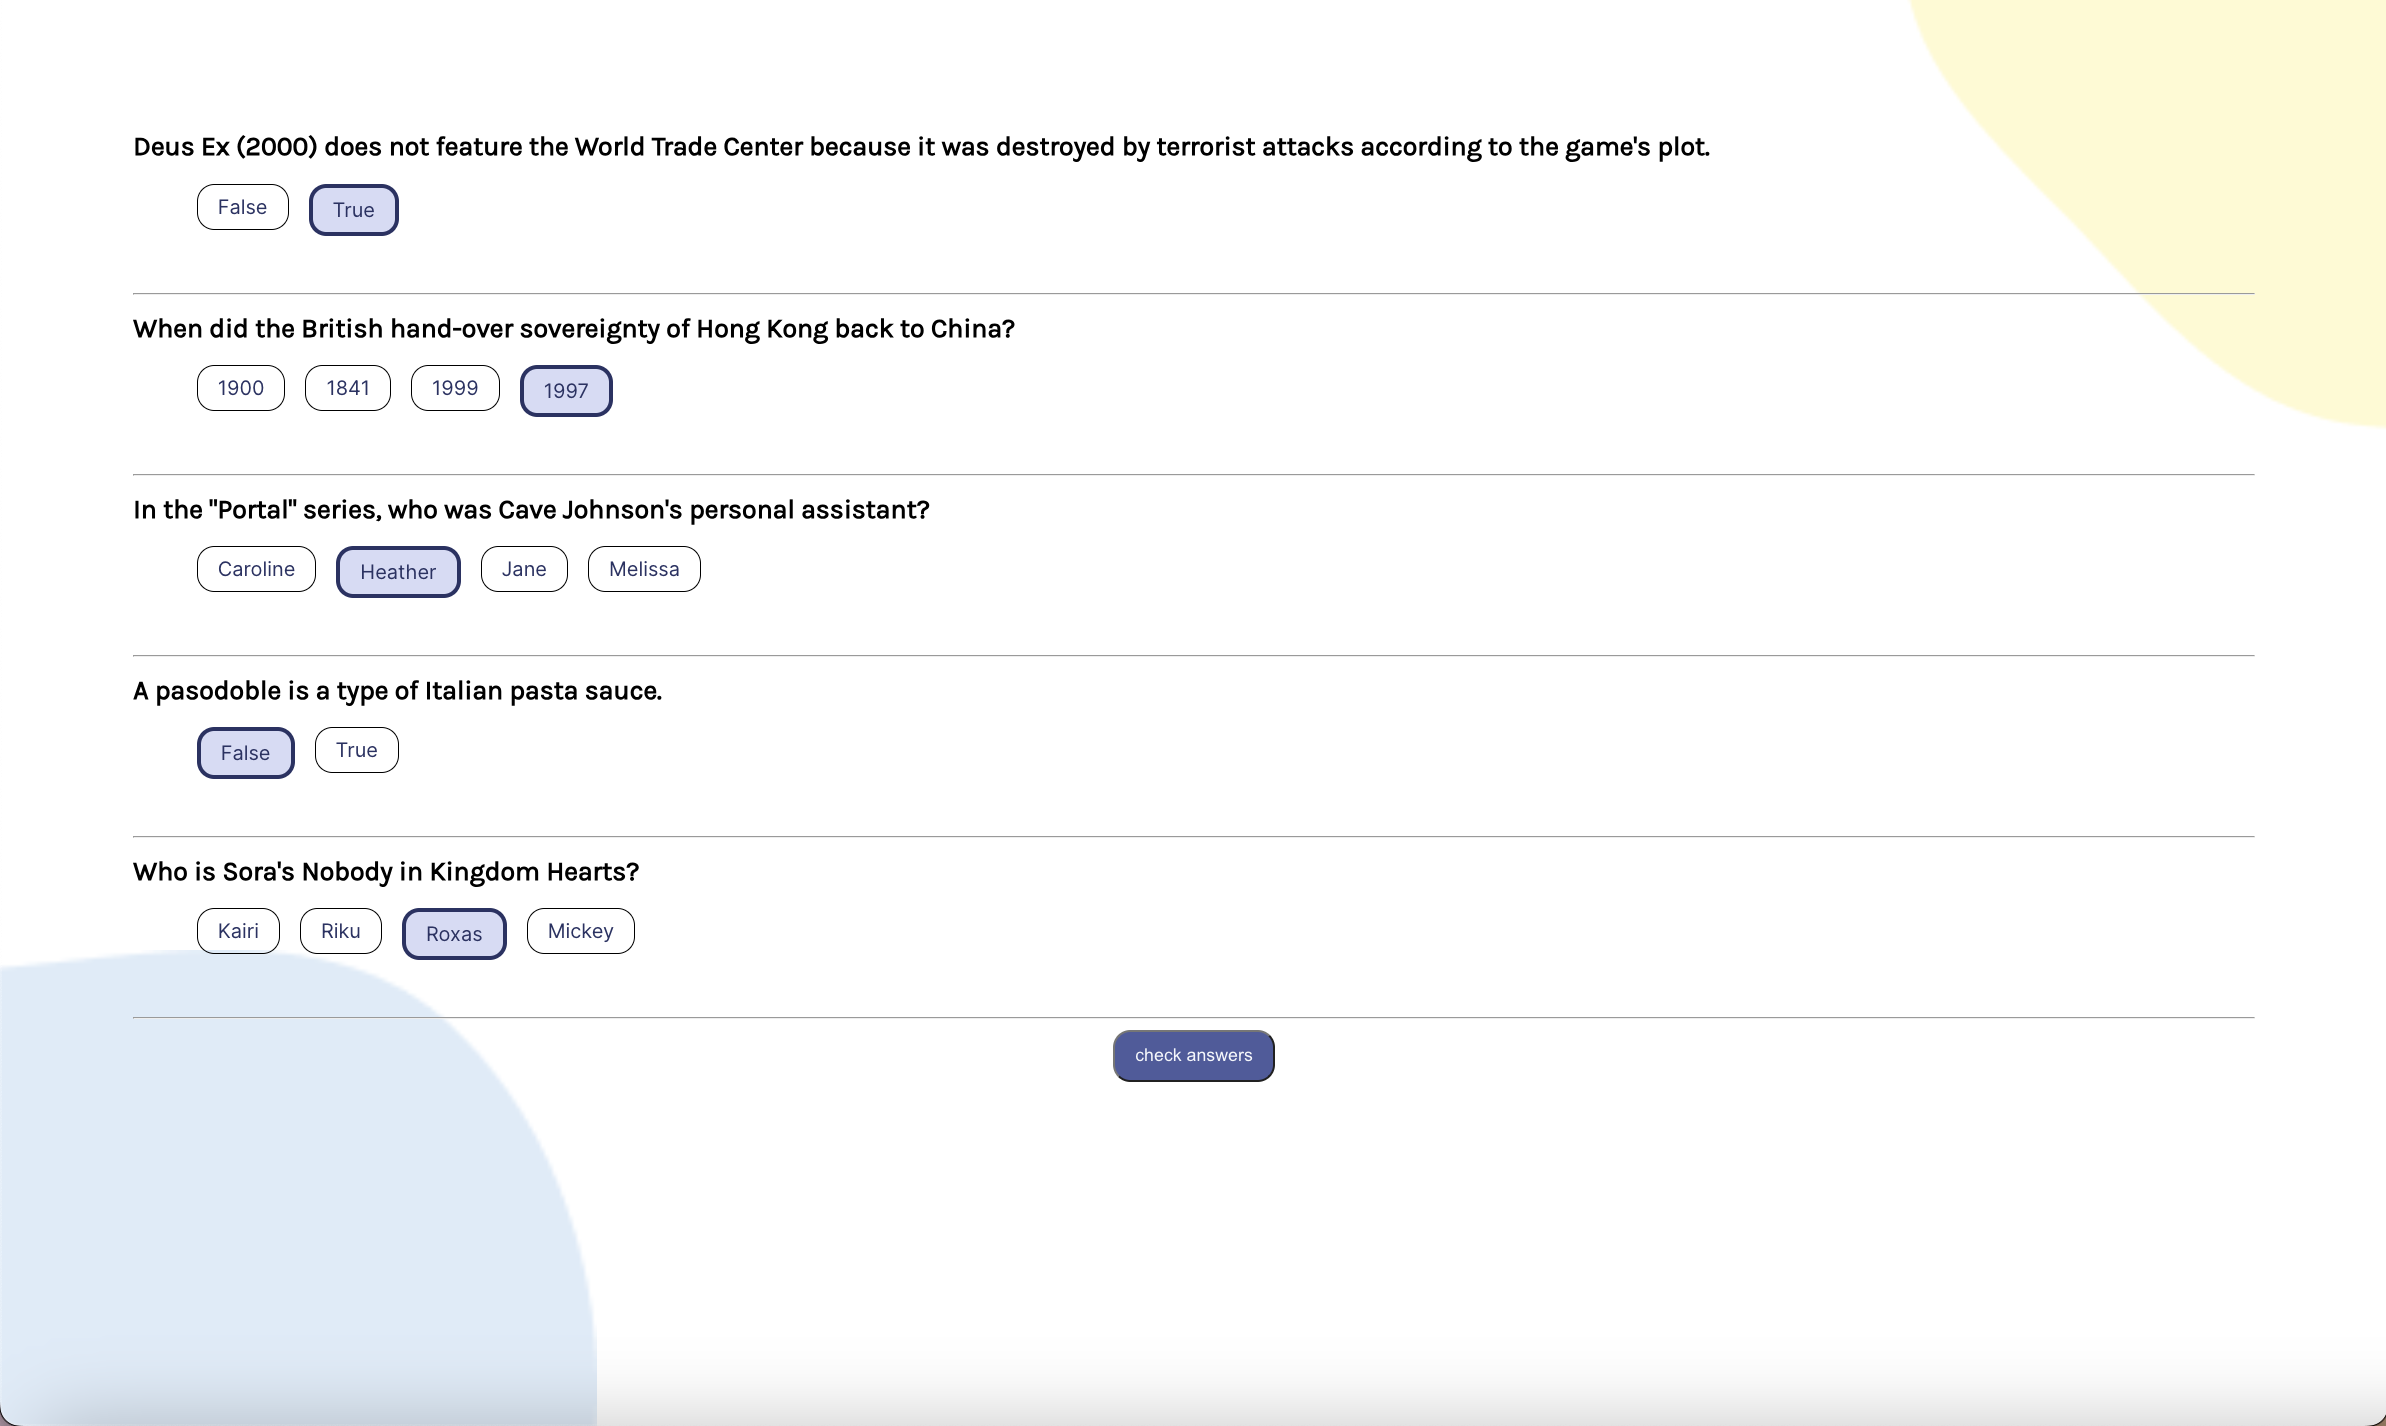 Deus Ex (2000) does not feature the World Trade Center because it was destroyed by terrorist attacks according to the game's plot.
False True
When did the British hand-over sovereignty of Hong Kong back to China?
1900 1841 1999 1997
In the "Portal" series, who was Cave Johnson's personal assistant?
Caroline Heather Jane Melissa
A pasodoble is a type of Italian pasta sauce.
False True
Who is Sora's Nobody in Kingdom Hearts?
Kairi Riku Roxas Mickey
check answers